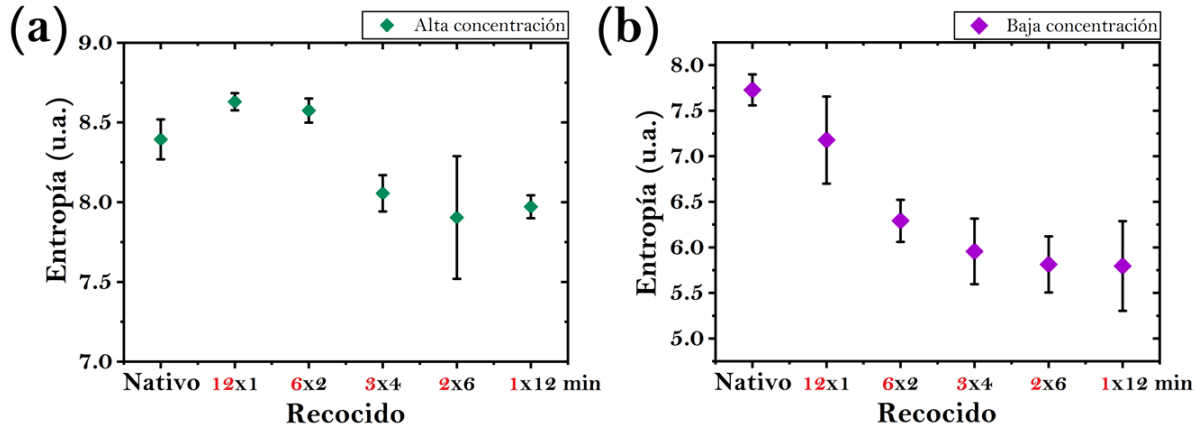 (a)
Alta concentración
9.0
8.5
8.0
7.5
7.0
Entropía (u.a.)
Nativo 12x1 6x2 3x4 2x6 1x12 min
Recocido
(b)
Baja concentración
8.0
7.5
7.0
6.5
6.0
5.5
5.0
Entropía (u.a.)
Nativo 12x1 6x2 3x4 2x6 1x12 min
Recocido